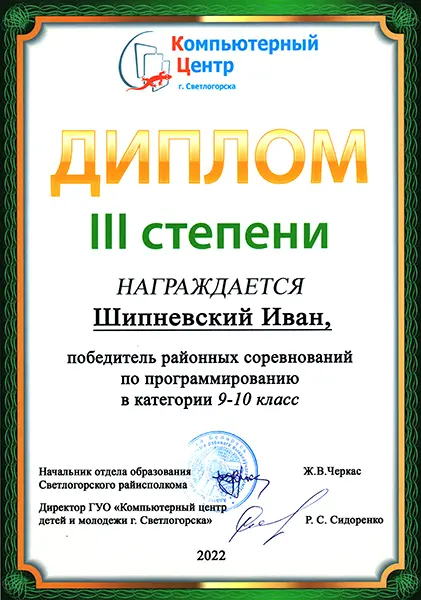 Компьютерный
Центр
г. Светлогорска
ДИПЛОМ
III степени
НАГРАЖДАЕТСЯ
Шипневский Иван,
победитель районных соревнований
по программированию
в категории 9-10 класс
Начальник отдела образования
Светлогорского райисполкома
Ж.В.Черкас
Директор ГУО «Компьютерный центр
детей и молодежи г. Светлогорска»
Р. С. Сидоренко
2022